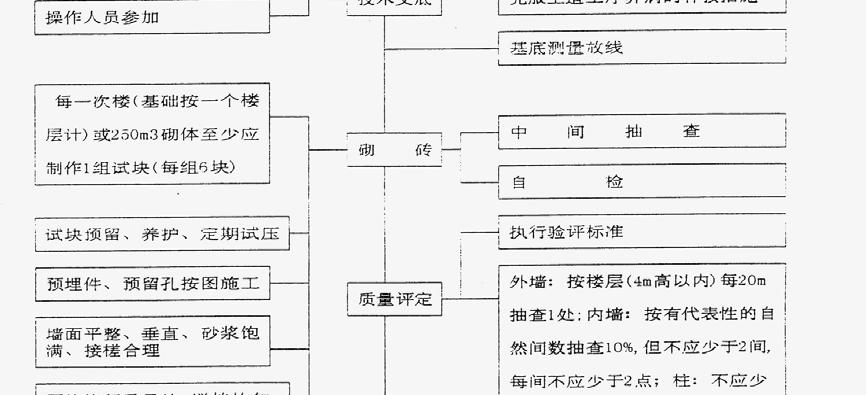 操作人员参加
技术交底
基底测量放线
每一次楼(基础按一个楼
层计)或250m3砌体至少应
制作1组试块(每组6块)
砌 砖
中 间 抽 查
自 检
试块预留、养护、定期试压
执行验评标准
预埋件、预留孔按图施工
质量评定
外墙: 按楼层(4m高以内)每20m
抽查1处;内墙: 按有代表性的自
然间数抽查10%,但不应少于2间,
每间不应少于2点; 柱: 不应少
墙面平整、垂直、砂浆饱
满、接槎合理